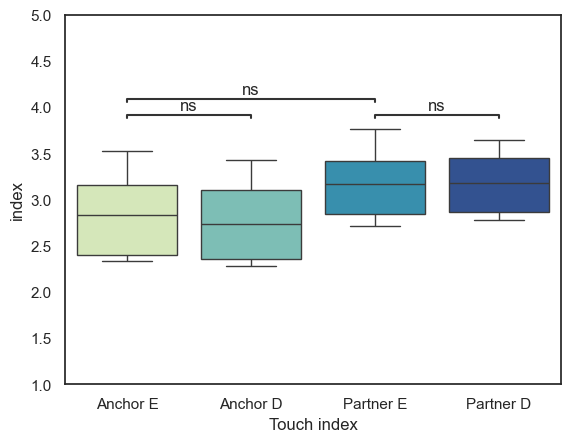 5.0
4.5
4.0
3.5
3.0
2.5
2.0
1.5
1.0
index
ns
ns
ns
Anchor E
Anchor D
Partner E
Partner D
Touch index